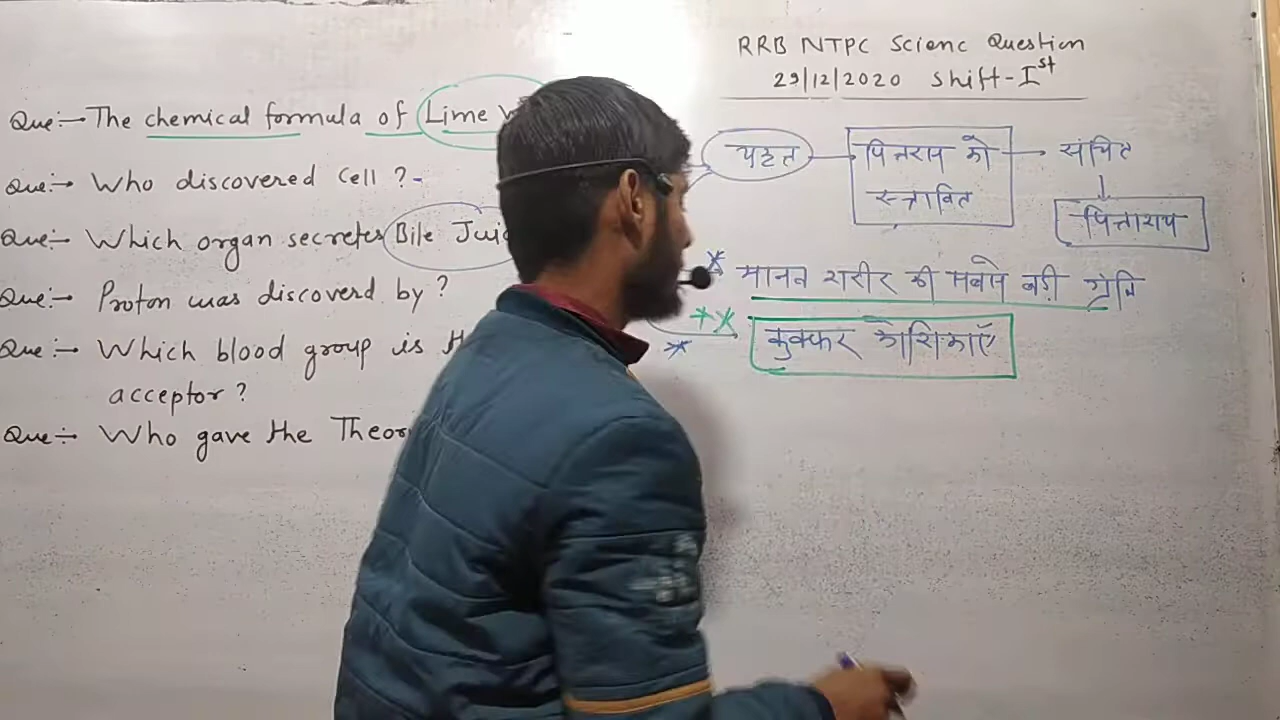 RRB NTPC Scienc Question
29/12/2020 Shift-Ist
Que:→ The chemical formula of Lime
Que:→ Who discovered Cell ?
Que:→ Which organ secretes Bile Juic
Que:→ Proton was discoverd by ?
Que:→ Which blood group is
acceptor ?
Que:→ Who gave the Theor
यकृत → पित्तरस को → संचित
स्त्रावित
पित्ताशय
मानव शरीर की सबसे बड़ी ग्रंथि
कुफ्फर कोशिकाएँ